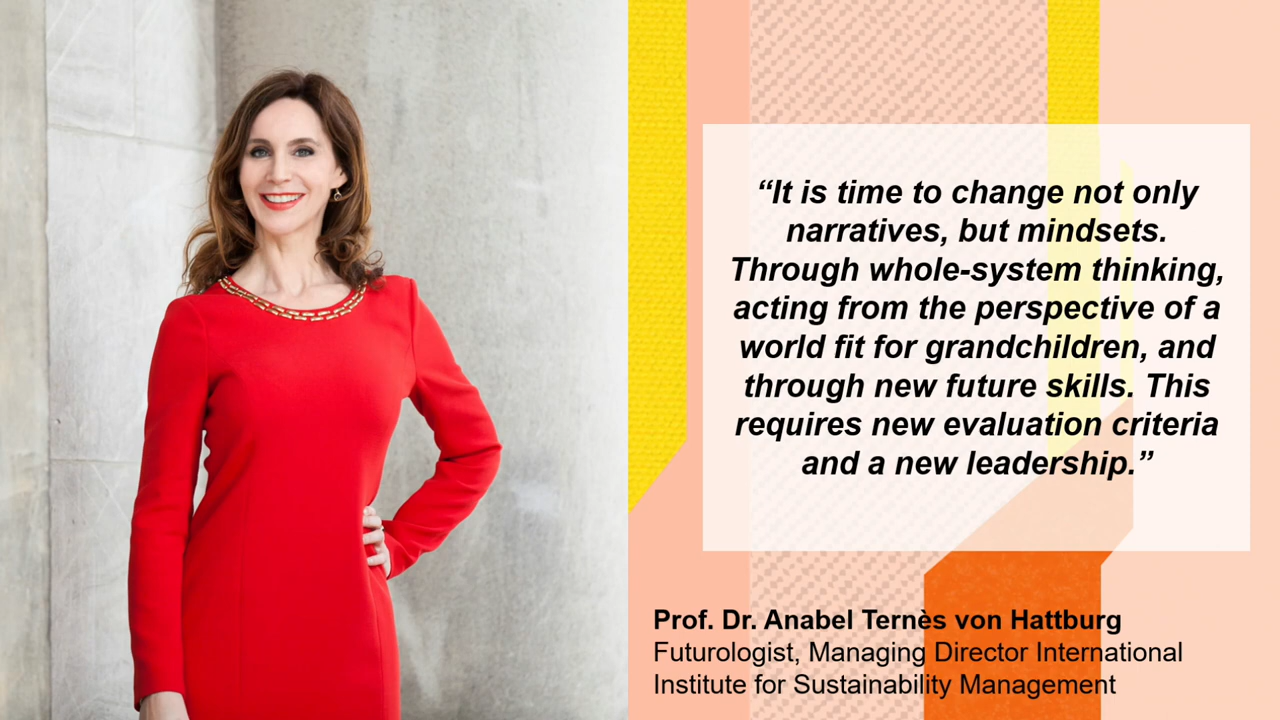 “It is time to change not only
narratives, but mindsets.
Through whole-system thinking,
acting from the perspective of a
world fit for grandchildren, and
through new future skills. This
requires new evaluation criteria
and a new leadership.”
Prof. Dr. Anabel Ternès von Hattburg
Futurologist, Managing Director International
Institute for Sustainability Management